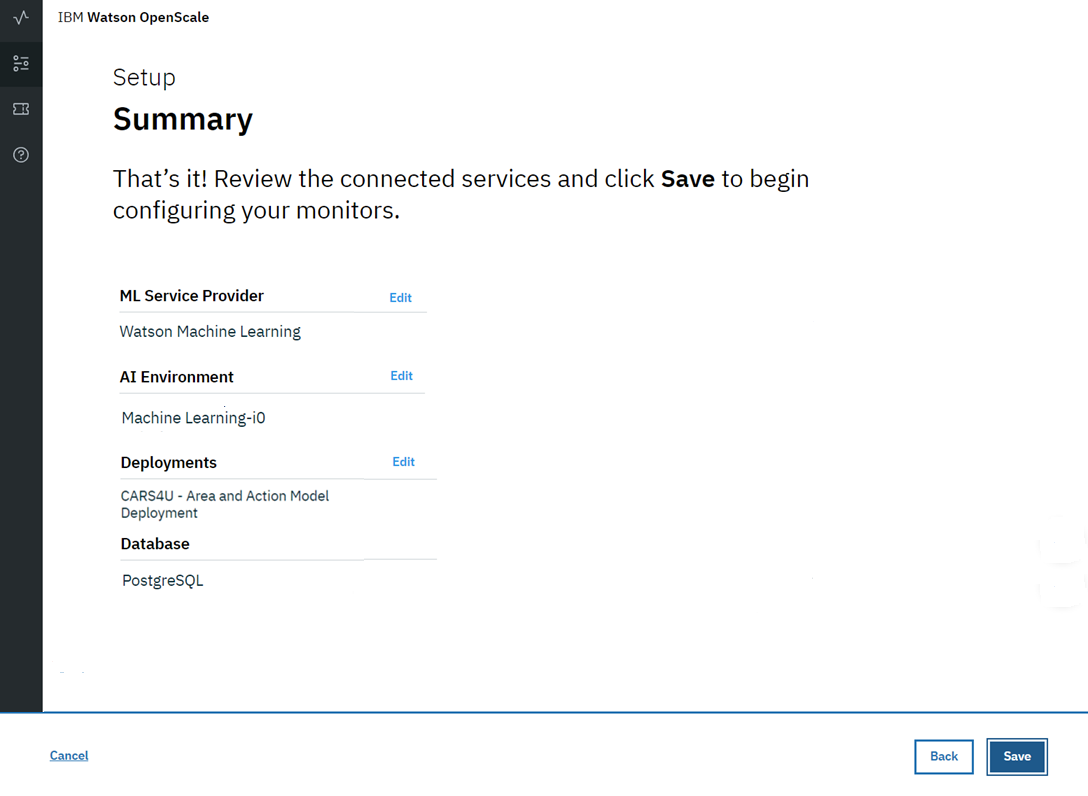 IBM Watson OpenScale
Setup
Summary
That’s it! Review the connected services and click Save to begin
configuring your monitors.
ML Service Provider
Edit
Watson Machine Learning
AI Environment
Edit
Machine Learning-i0
Deployments
Edit
CARS4U - Area and Action Model
Deployment
Database
PostgreSQL
Cancel
Back
Save